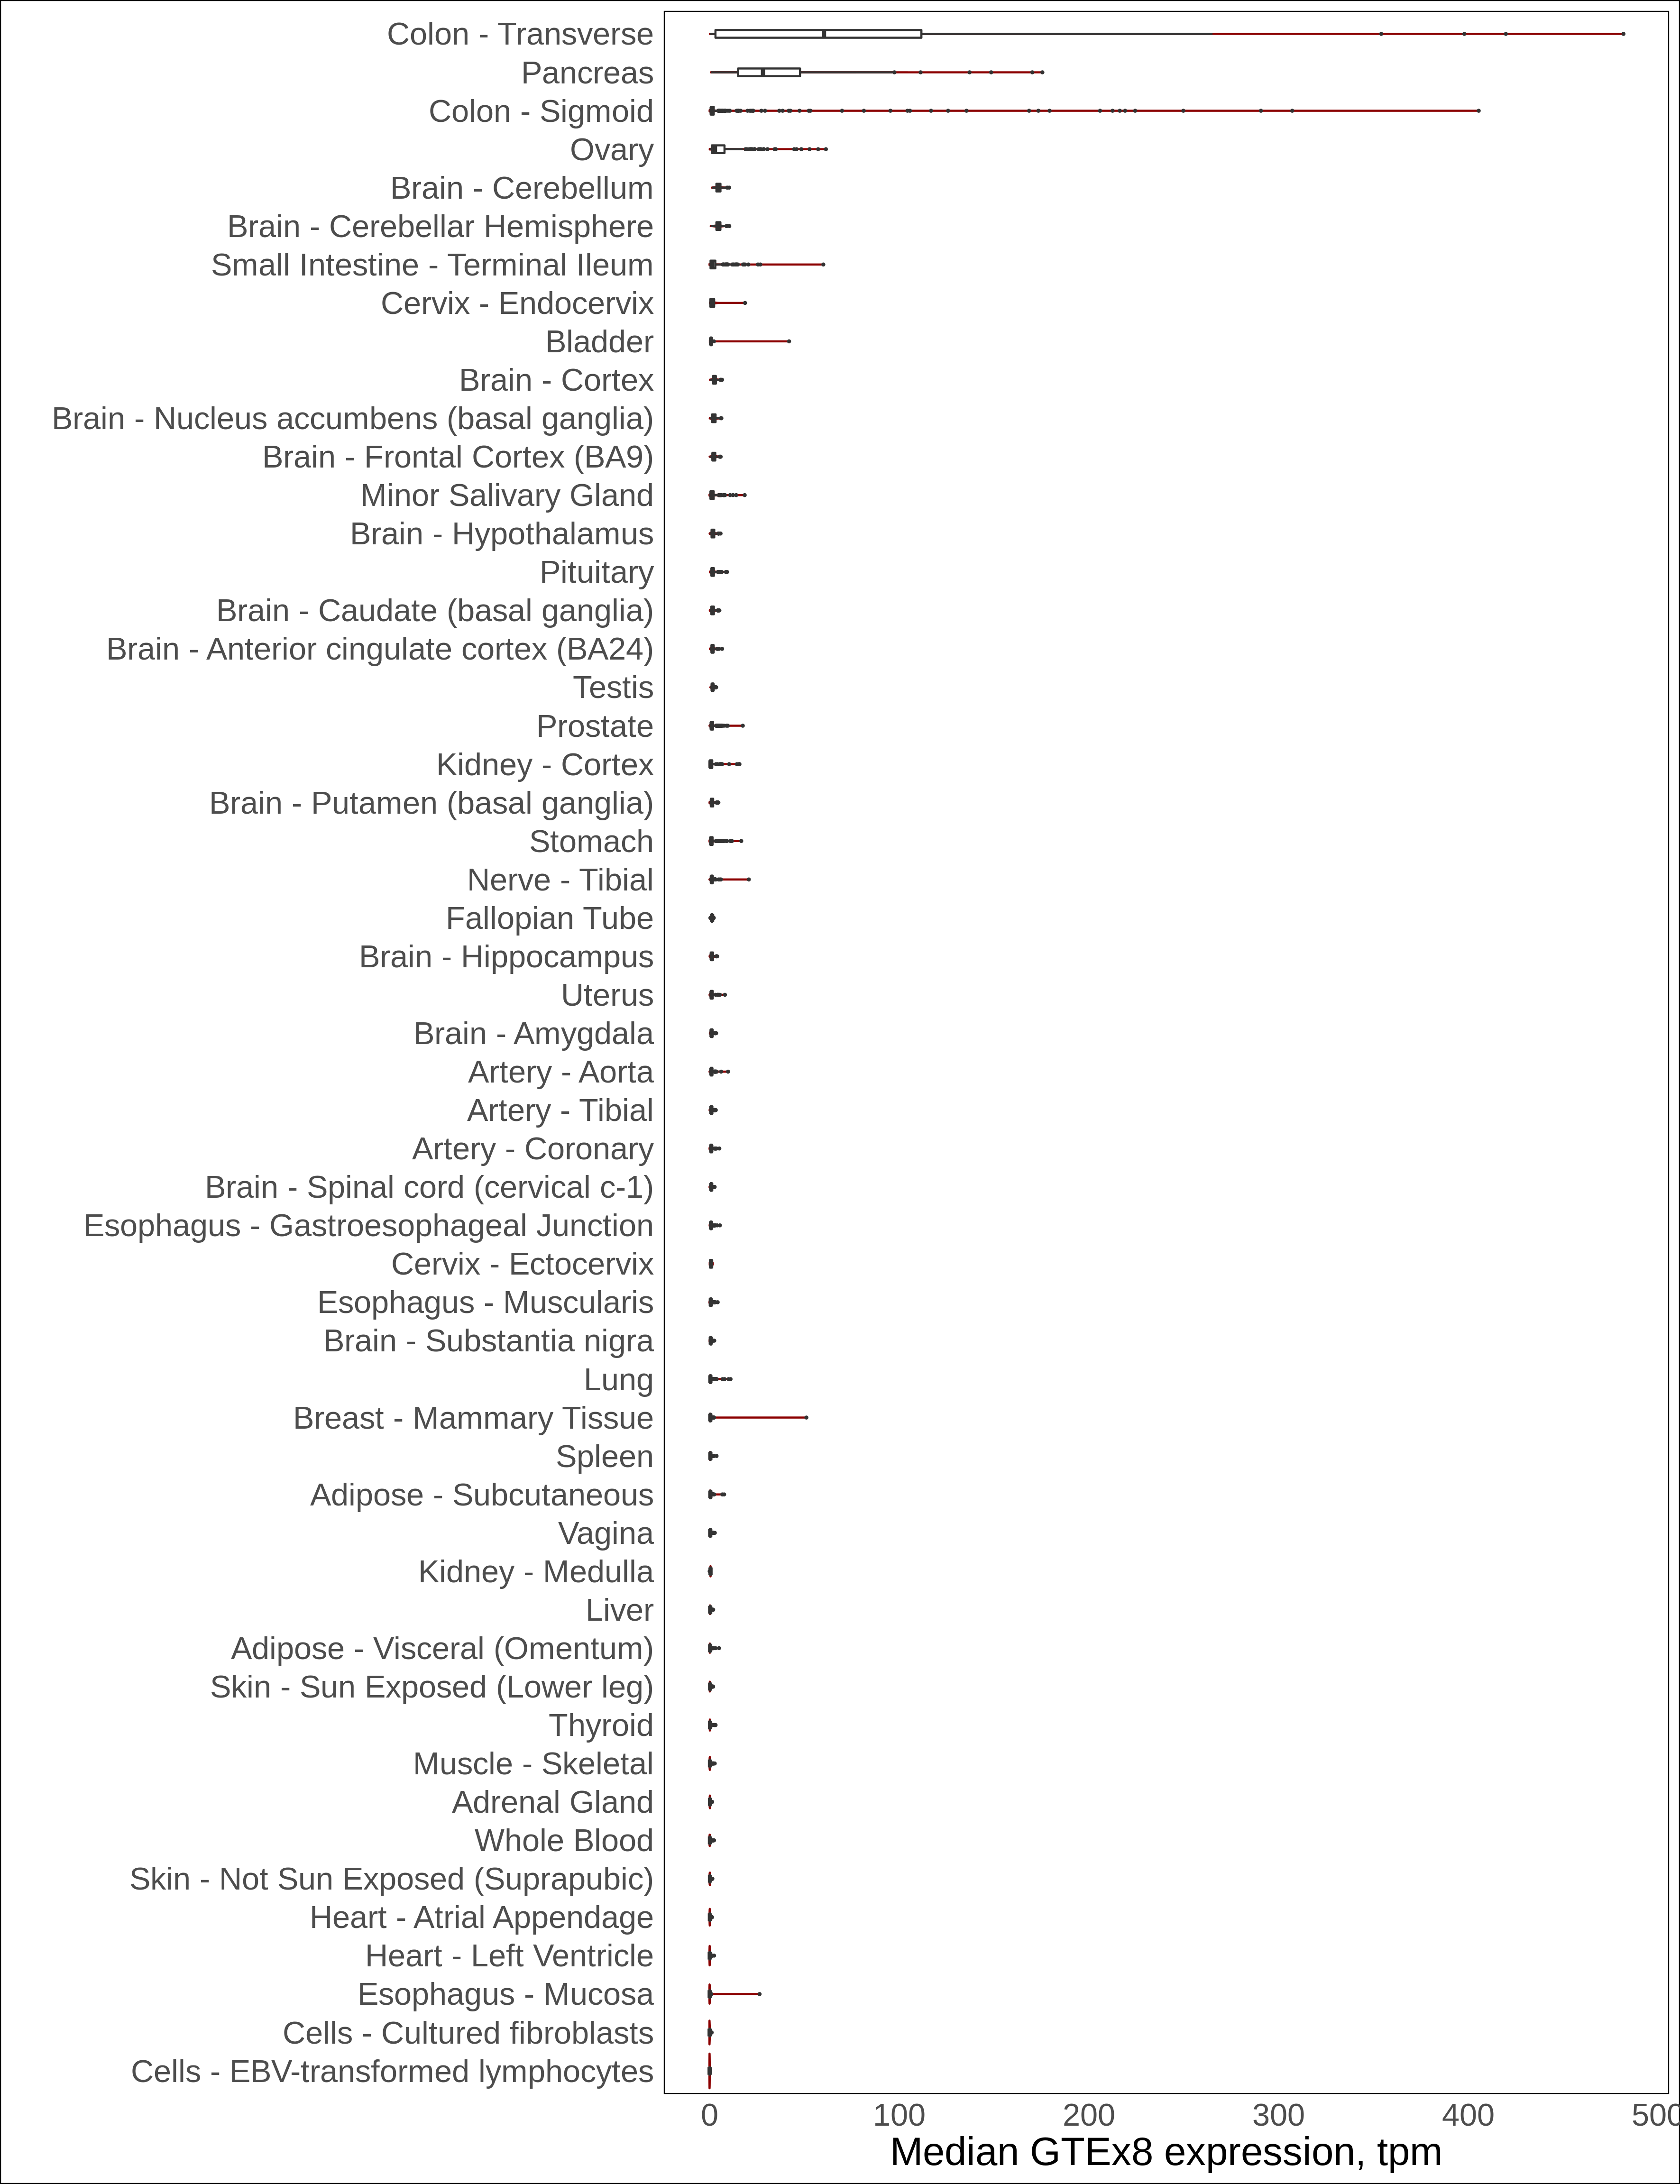 Colon - Transverse
Pancreas
Colon - Sigmoid
Ovary
Brain - Cerebellum
Brain - Cerebellar Hemisphere
Small Intestine - Terminal Ileum
Cervix - Endocervix
Bladder
Brain - Cortex
Brain - Nucleus accumbens (basal ganglia)
Brain - Frontal Cortex (BA9)
Minor Salivary Gland
Brain - Hypothalamus
Pituitary
Brain - Caudate (basal ganglia)
Brain - Anterior cingulate cortex (BA24)
Testis
Prostate
Kidney - Cortex
Brain - Putamen (basal ganglia)
Stomach
Nerve - Tibial
Fallopian Tube
Brain - Hippocampus
Uterus
Brain - Amygdala
Artery - Aorta
Artery - Tibial
Artery - Coronary
Brain - Spinal cord (cervical c-1)
Esophagus - Gastroesophageal Junction
Cervix - Ectocervix
Esophagus - Muscularis
Brain - Substantia nigra
Lung
Breast - Mammary Tissue
Spleen
Adipose - Subcutaneous
Vagina
Kidney - Medulla
Liver
Adipose - Visceral (Omentum)
Skin - Sun Exposed (Lower leg)
Thyroid
Muscle - Skeletal
Adrenal Gland
Whole Blood
Skin - Not Sun Exposed (Suprapubic)
Heart - Atrial Appendage
Heart - Left Ventricle
Esophagus - Mucosa
Cells - Cultured fibroblasts
Cells - EBV-transformed lymphocytes
0 100 200 300 400 500
Median GTEx8 expression, tpm